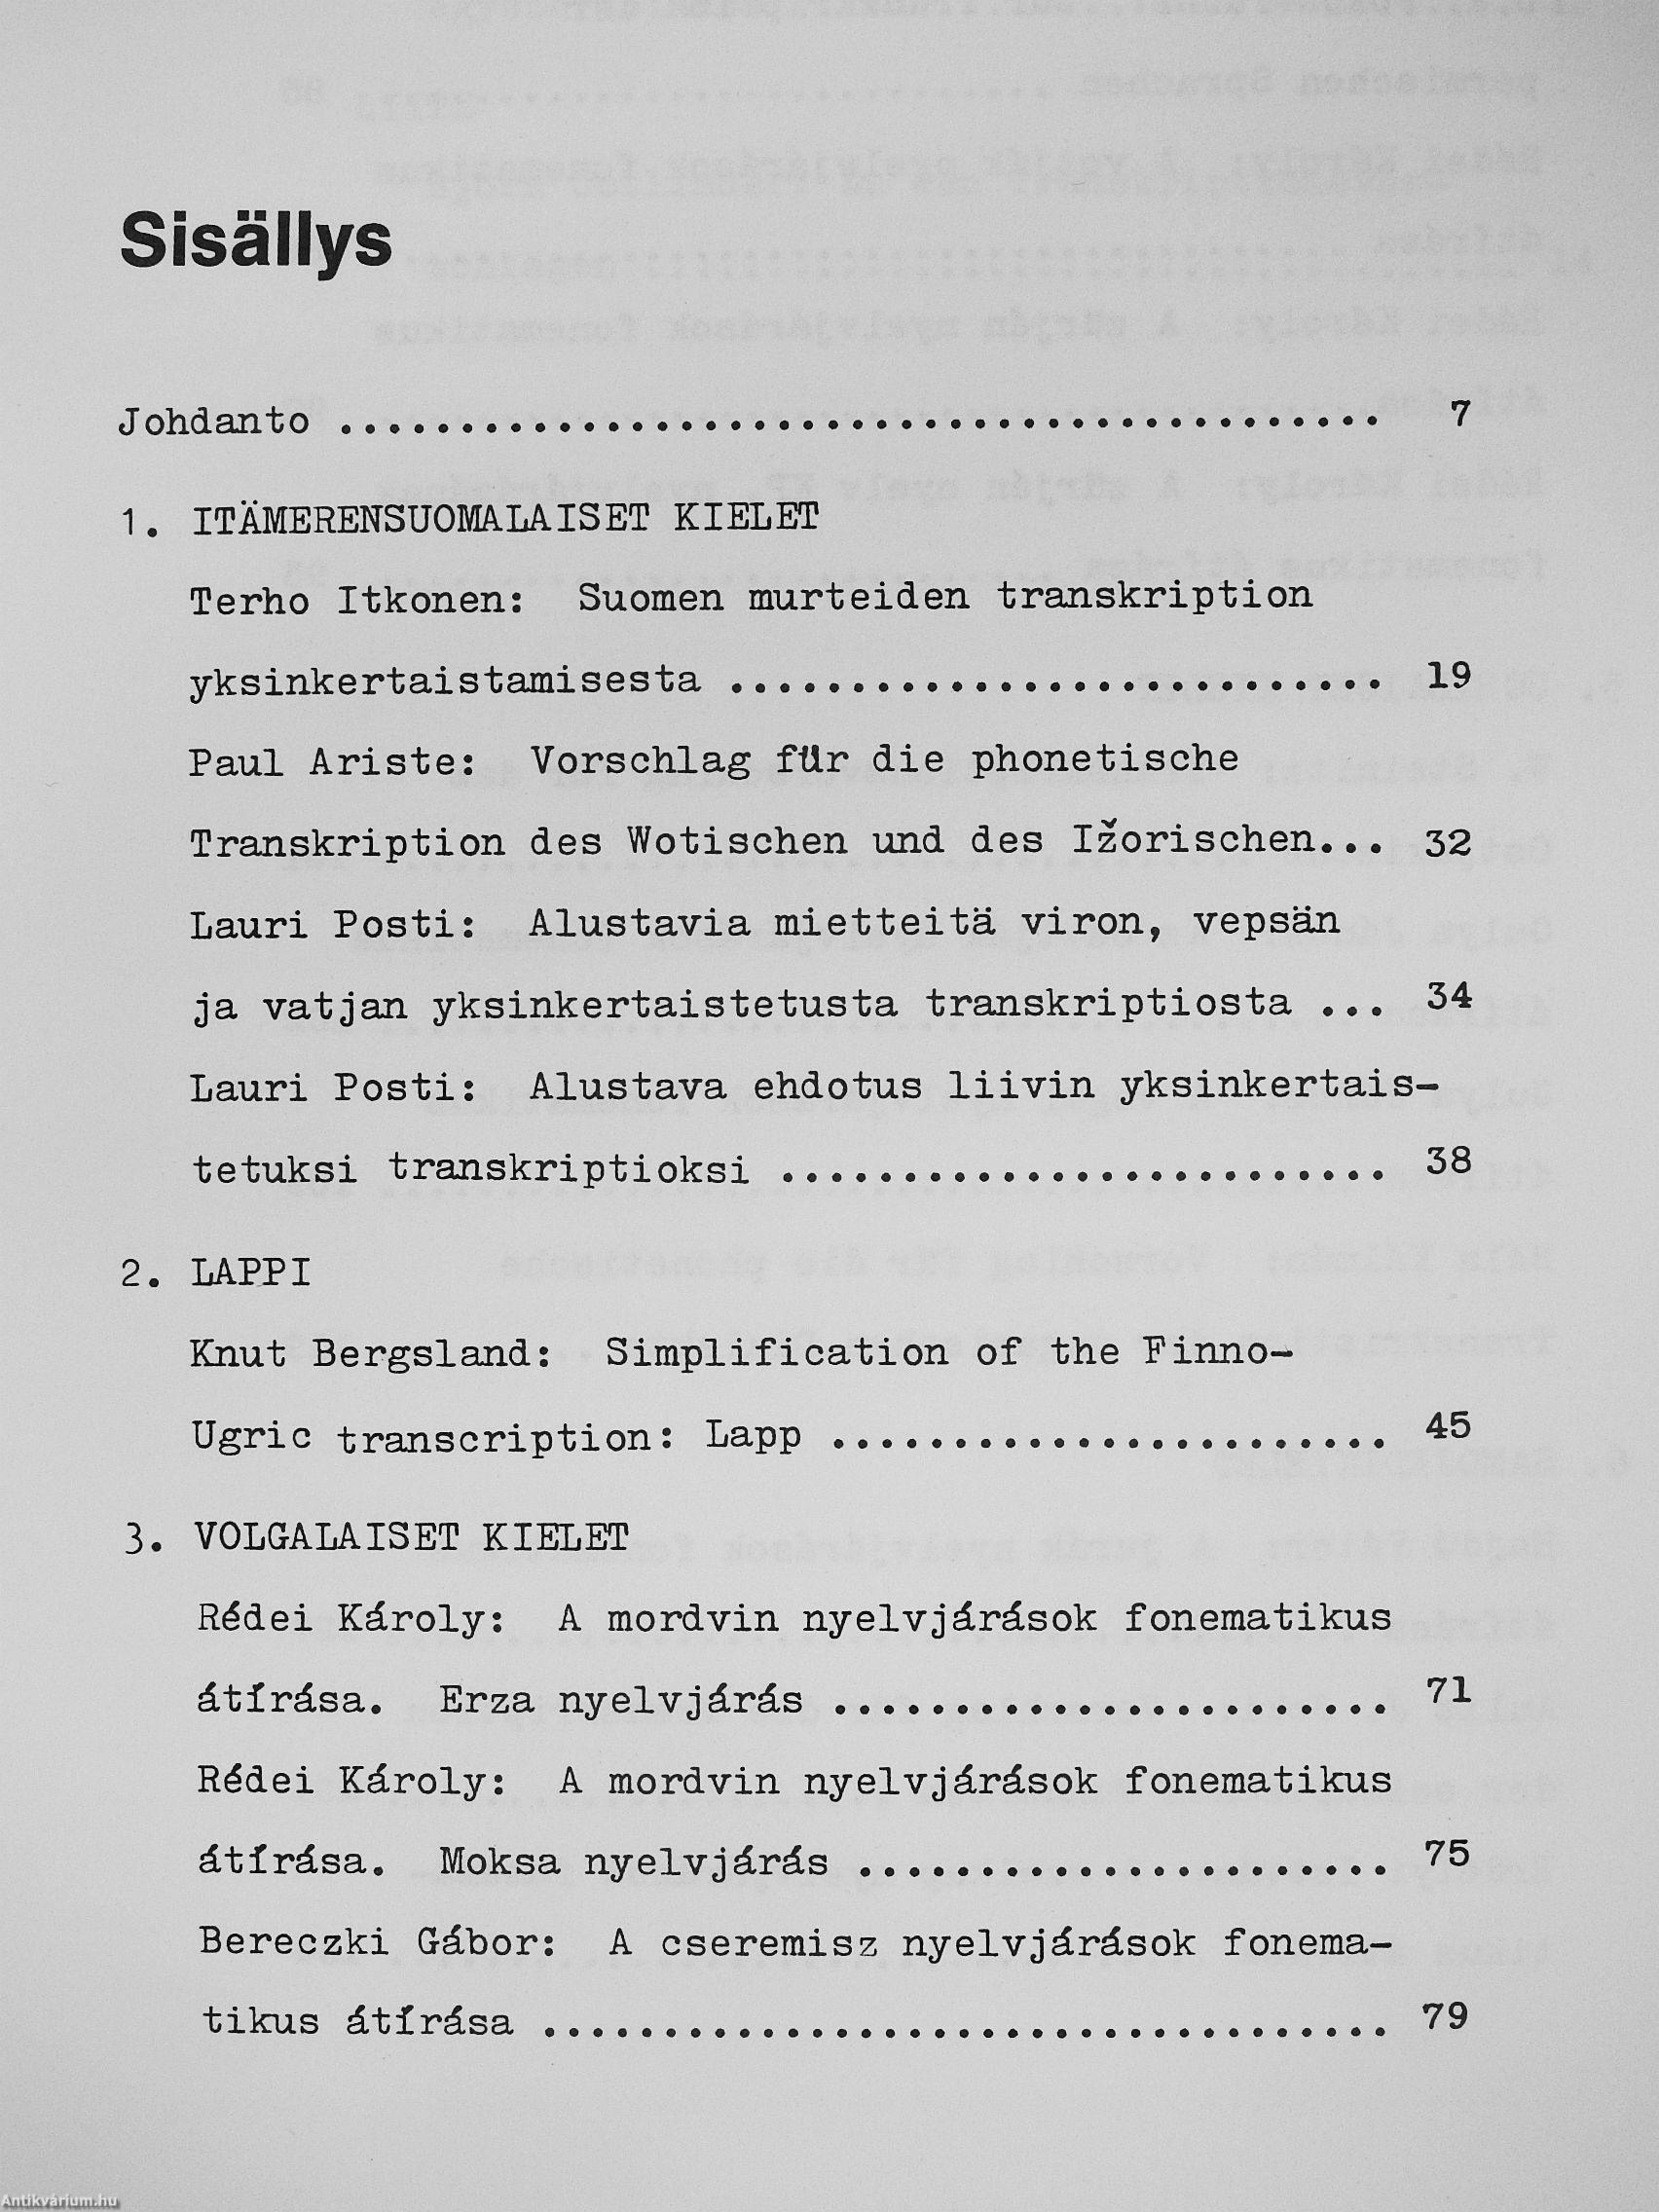 Sisällys
Johdanto ........................................... 7
1. ITÄMERENSUOMALAISET KIELET
Terho Itkonen: Suomen murteiden transkription
yksinkertaistamisesta ........................... 19
Paul Ariste: Vorschlag für die phonetische
Transkription des Wotischen und des Ižorischen... 32
Lauri Posti: Alustavia mietteitä viron, vepsän
ja vatjan yksinkertaistetusta transkriptiosta ... 34
Lauri Posti: Alustava ehdotus liivin yksinkertais-
tetuksi transkriptioksi ......................... 38
2. LAPPI
Knut Bergsland: Simplification of the Finno-
Ugric transcription: Lapp ....................... 45
3. VOLGALAISET KIELET
Rédei Károly: A mordvin nyelvjárások fonematikus
átírása. Erza nyelvjárás ....................... 71
Rédei Károly: A mordvin nyelvjárások fonematikus
átírása. Moksa nyelvjárás ...................... 75
Bereczki Gábor: A cseremisz nyelvjárások fonema-
tikus átírása ................................... 79
Antikvárium.hu